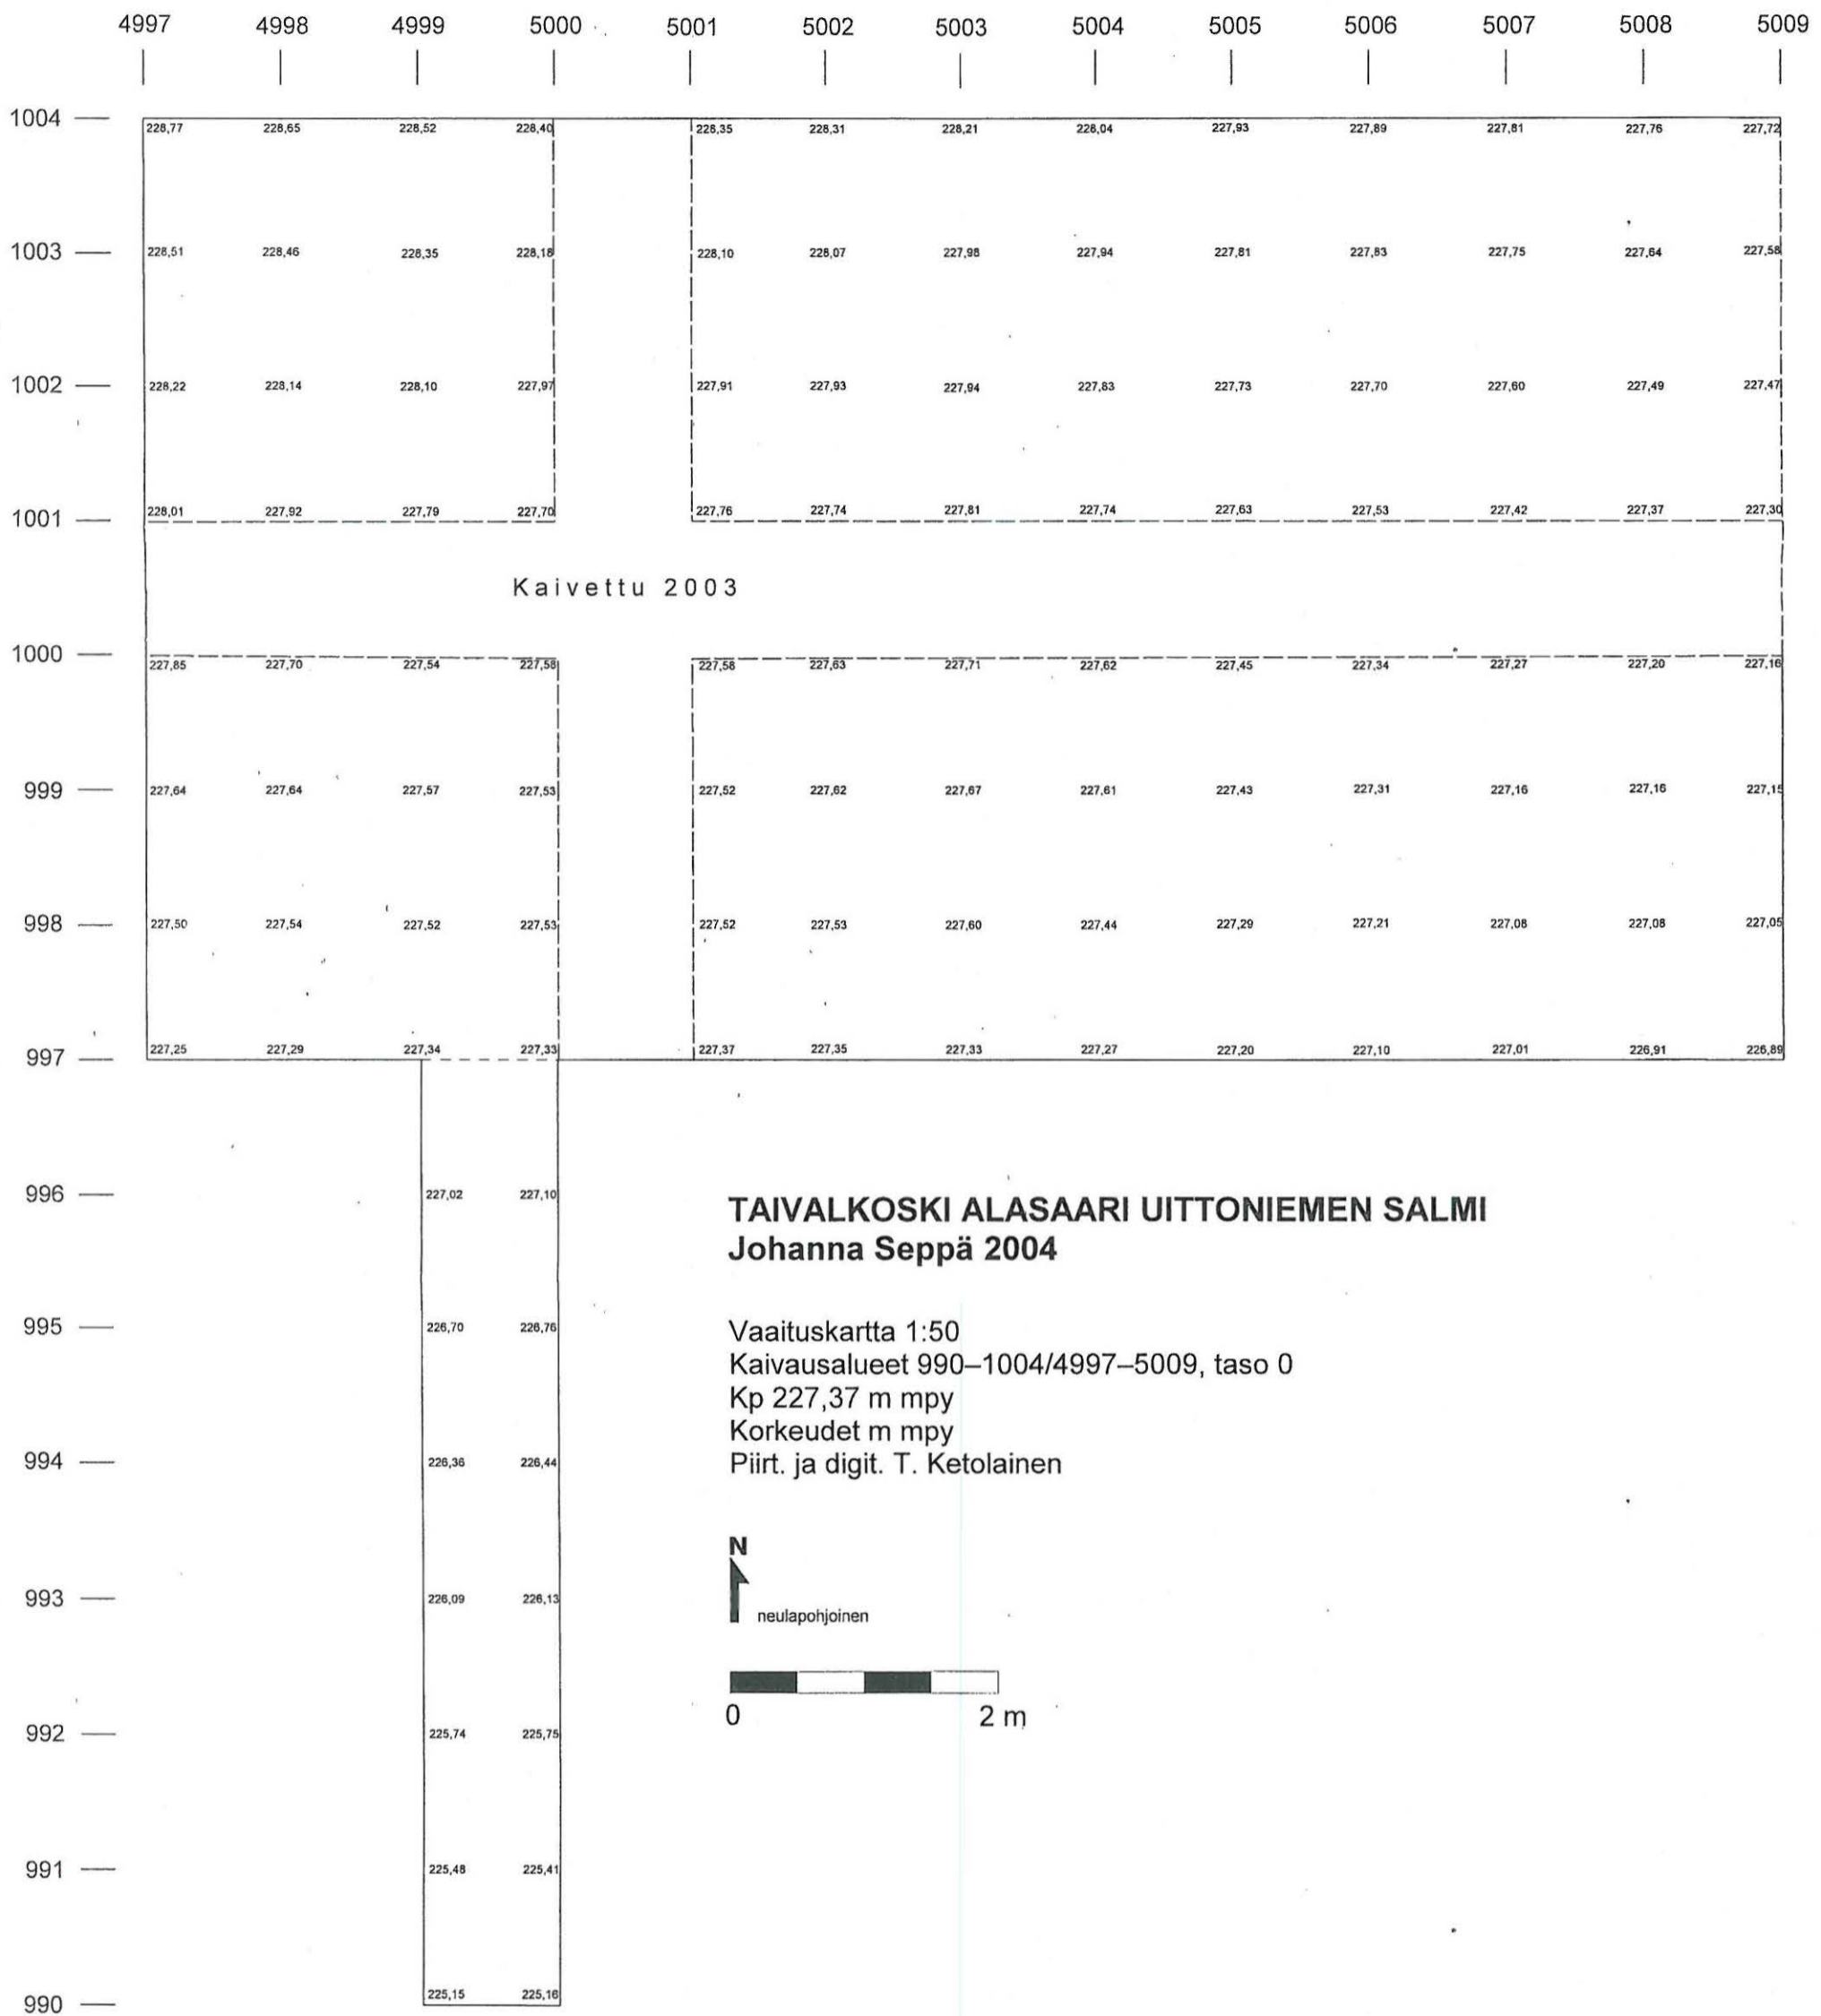 4997 4998 4999 5000 5001 5002 5003 5004 5005 5006 5007 5008 5009
1004 228,77 228,65 228,52 228,40 228,35 228,31 228,21 228,04 227,93 227,89 227,81 227,76 227,72
1003 228,51 228,46 228,35 228,18 228,10 228,07 227,98 227,94 227,81 227,83 227,75 227,64 227,58
1002 228,22 228,14 228,10 227,97 227,91 227,93 227,94 227,83 227,73 227,70 227,60 227,49 227,47
1001 228,01 227,92 227,79 227,70 227,76 227,74 227,81 227,74 227,63 227,53 227,42 227,37 227,30
Kaivettu 2003
1000 227,85 227,70 227,54 227,58 227,58 227,63 227,71 227,62 227,45 227,34 227,27 227,20 227,16
999 227,64 227,64 227,57 227,53 227,52 227,62 227,67 227,61 227,43 227,31 227,16 227,16 227,15
998 227,50 227,54 227,52 227,53 227,52 227,53 227,60 227,44 227,29 227,21 227,08 227,08 227,05
997 227,25 227,29 227,34 227,33 227,37 227,35 227,33 227,27 227,20 227,10 227,01 226,91 226,89
996 227,02 227,10
995 226,70 226,76
994 226,36 226,44
993 226,09 226,13
992 225,74 225,75
991 225,48 225,41
990 225,15 225,16
TAIVALKOSKI ALASAARI UITTONIEMEN SALMI
Johanna Seppä 2004
Vaaituskartta 1:50
Kaivausalueet 990–1004/4997–5009, taso 0
Kp 227,37 m mpy
Korkeudet m mpy
Piirt. ja digit. T. Ketolainen
N
neulapohjoinen
0 2 m